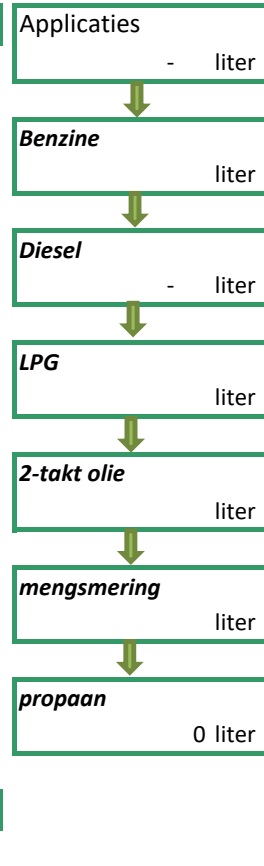 Applicaties
- liter
Benzine
liter
Diesel
- liter
LPG
liter
2-takt olie
liter
mengsmering
liter
propaan
0 liter